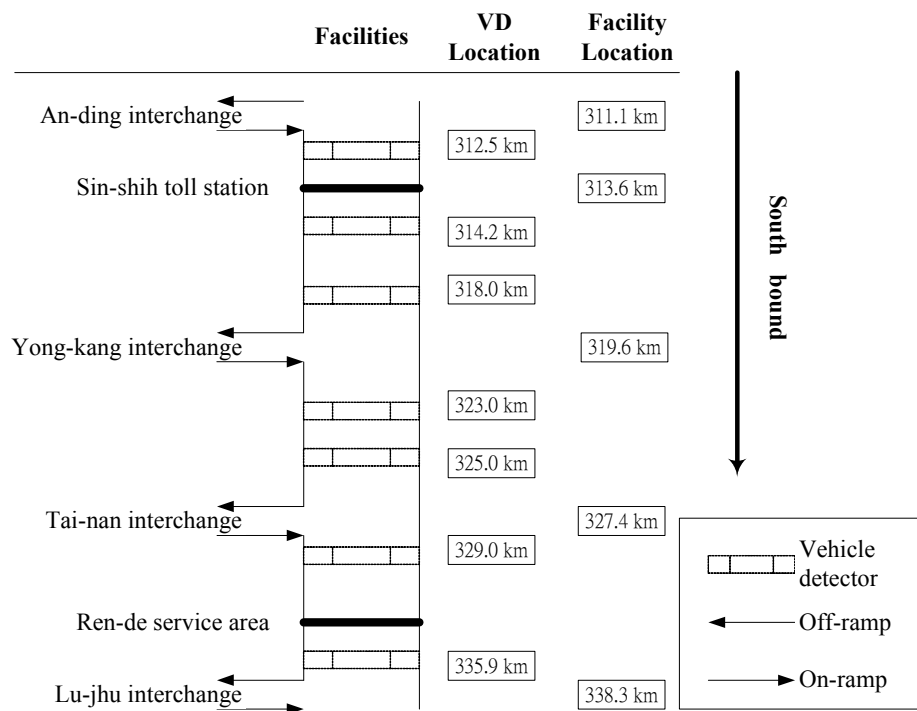 Facilities
VD
Location
Facility
Location
An-ding interchange
311.1 km
312.5 km
Sin-shih toll station
313.6 km
314.2 km
318.0 km
Yong-kang interchange
319.6 km
323.0 km
325.0 km
Tai-nan interchange
327.4 km
329.0 km
Ren-de service area
335.9 km
Lu-jhu interchange
338.3 km
South bound
Vehicle
detector
Off-ramp
On-ramp